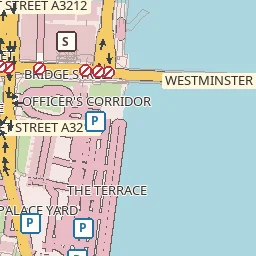 STREET A3212
S
BRIDGE S
WESTMINSTER
OFFICER'S CORRIDOR
P
STREET A32
THE TERRACE
PALACE YARD
P
P